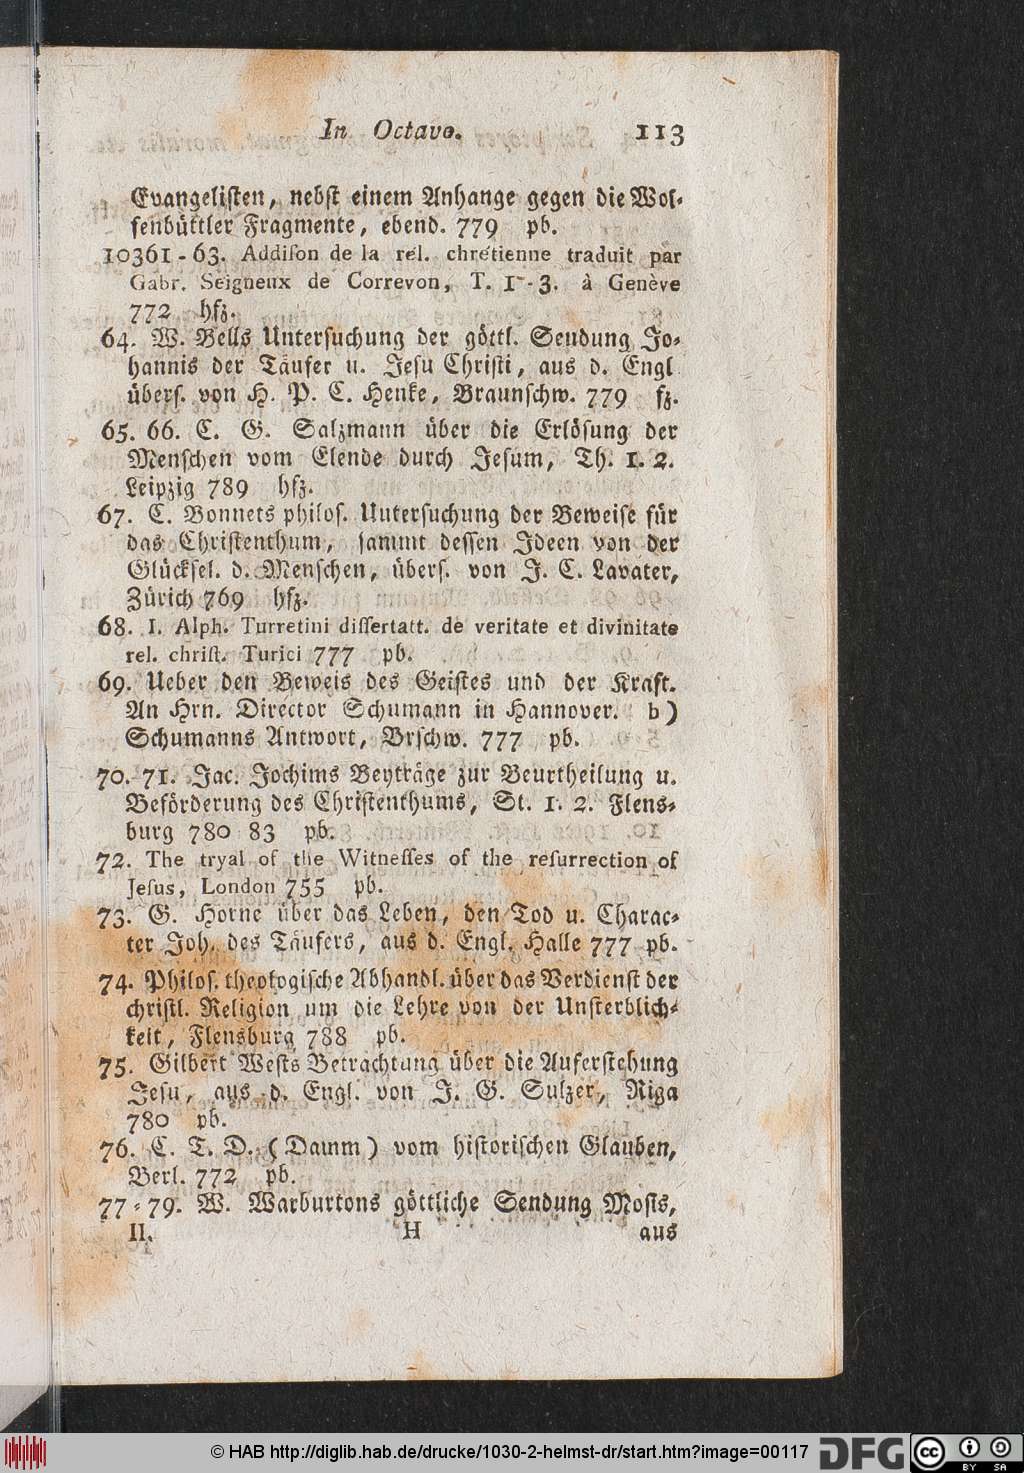 In Octavo. 113
Evangelisten, nebst einem Anhange gegen die Wol-
fenbüttler Fragmente, ebend. 779 pb.
10361-63. Addiſon de la rel. chrétienne traduit par
Gabr. Seigneux de Correvon, T. 1-3. à Genève
772 hfz.
64. W. Bells Untersuchung der göttl. Sendung Jo-
hannis der Täufer u. Jesu Christi, aus d. Engl
übers. von H. P. C. Henke, Braunschw. 779 fz.
65. 66. C. G. Salzmann über die Erlösung der
Menschen vom Elende durch Jesum, Th. 1. 2.
Leipzig 789 hfz.
67. C. Bonnets philos. Untersuchung der Beweise für
das Christenthum, sammt dessen Ideen von der
Glücksel. d. Menschen, übers. von J. C. Lavater,
Zürich 769 hfz.
68. I. Alph. Turretini diſſertatt. de veritate et divinitate
rel. chriſt. Turici 777 pb.
69. Ueber den Beweis des Geistes und der Kraft.
An Hrn. Director Schumann in Hannover. b)
Schumanns Antwort, Brschw. 777 pb.
70. 71. Jac. Jochims Beyträge zur Beurtheilung u.
Beförderung des Christenthums, St. 1. 2. Flens-
burg 780 83 pb.
72. The tryal of the Witneſſes of the reſurrection of
Jeſus, London 755 pb.
73. G. Horne über das Leben, den Tod u. Charac-
ter Joh. des Täufers, aus d. Engl. Halle 777 pb.
74. Philos. theologische Abhandl. über das Verdienst der
christl. Religion um die Lehre von der Unsterblich-
keit, Flensburg 788 pb.
75. Gilbert Wests Betrachtung über die Auferstehung
Jesu, aus d. Engl. von J. G. Sulzer, Riga
780 pb.
76. C. T. D. (Damm) vom historischen Glauben,
Berl. 772 pb.
77-79. W. Warburtons göttliche Sendung Mosis,
II. H aus
© HAB http://diglib.hab.de/drucke/1030-2-helmst-dr/start.htm?image=00117 DFG cc BY SA